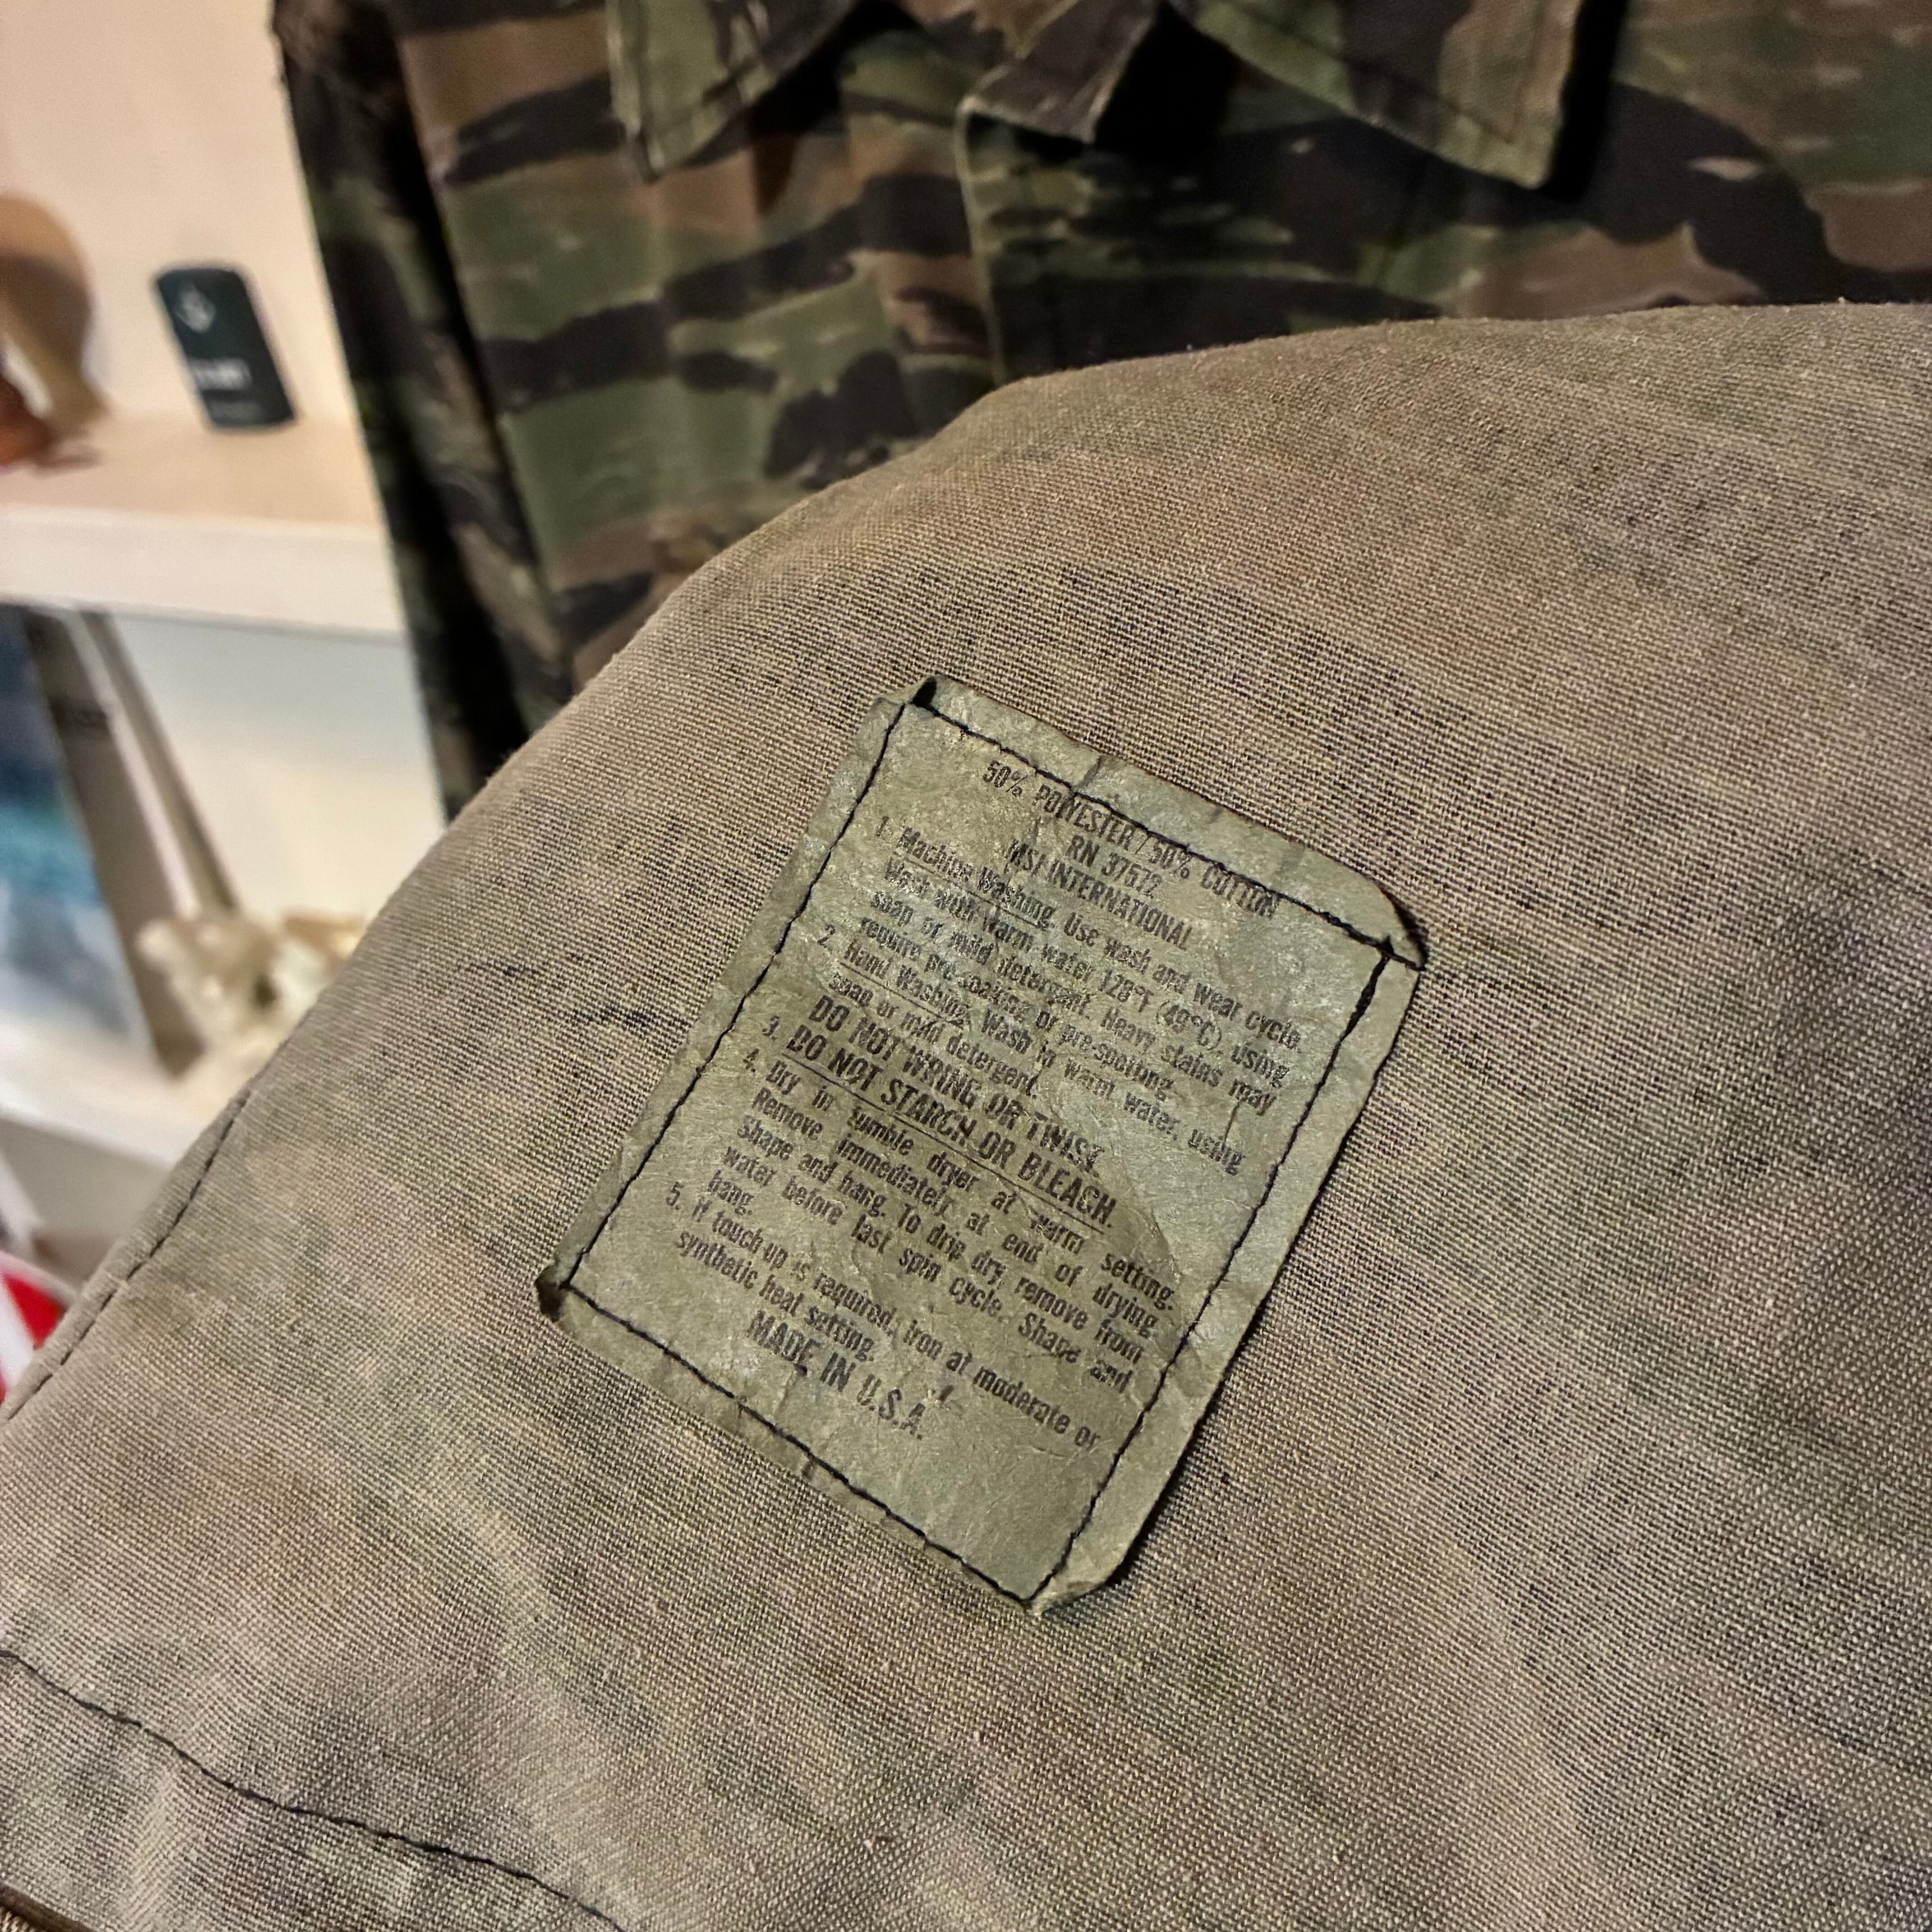 50% POLYESTER / 50% COTTON
RN 37672
MSI INTERNATIONAL
1. Machine Washing. Use wash and wear cycle.
Wash with warm water 120°F (49°C), using
soap or mild detergent. Heavy stains may
require pre-soaking or pre-spotting.
2. Hand Washing. Wash in warm water, using
soap or mild detergent.
DO NOT WRING OR TWIST.
3. DO NOT STARCH OR BLEACH.
4. Dry in tumble dryer at warm setting.
Remove immediately at end of drying.
Shape and hang. To drip dry, remove from
water before last spin cycle. Shape and
hang.
5. If touch-up is required, iron at moderate or
synthetic heat setting.
MADE IN U.S.A.